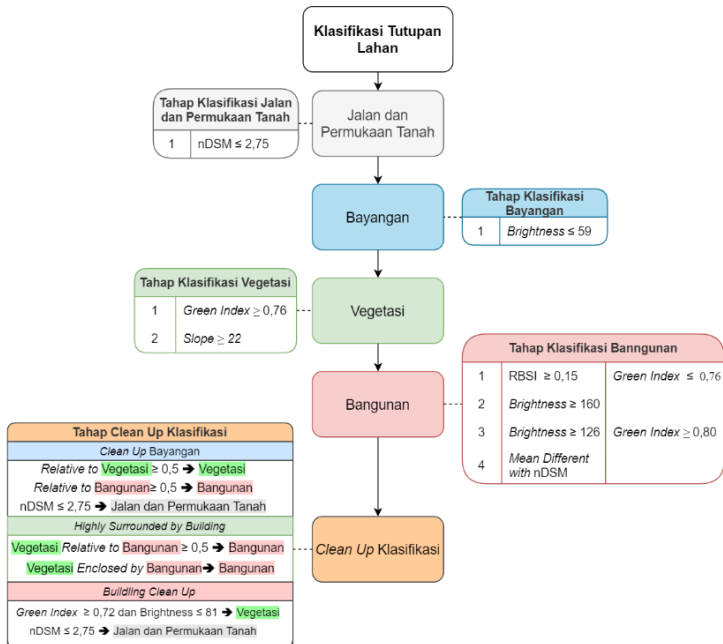 Klasifikasi Tutupan
Lahan
Tahap Klasifikasi Jalan
dan Permukaan Tanah
1 nDSM ≤ 2,75
Jalan dan
Permukaan Tanah
Bayangan
Tahap Klasifikasi
Bayangan
1 Brightness ≤ 59
Tahap Klasifikasi Vegetasi
1 Green Index ≥ 0,76
2 Slope ≥ 22
Vegetasi
Tahap Klasifikasi Banngunan
1 RBSI ≥ 0,15 Green Index ≤ 0,76
2 Brightness ≥ 160
3 Brightness ≥ 126 Green Index ≥ 0,80
4 Mean Different
with nDSM
Bangunan
Tahap Clean Up Klasifikasi
Clean Up Bayangan
Relative to Vegetasi ≥ 0,5 ➔ Vegetasi
Relative to Bangunan≥ 0,5 ➔ Bangunan
nDSM ≤ 2,75 ➔ Jalan dan Permukaan Tanah
Highly Surrounded by Building
Vegetasi Relative to Bangunan ≥ 0,5 ➔ Bangunan
Vegetasi Enclosed by Bangunan➔ Bangunan
Buildling Clean Up
Green Index ≥ 0,72 dan Brightness ≤ 81 ➔ Vegetasi
nDSM ≤ 2,75 ➔ Jalan dan Permukaan Tanah
Clean Up Klasifikasi